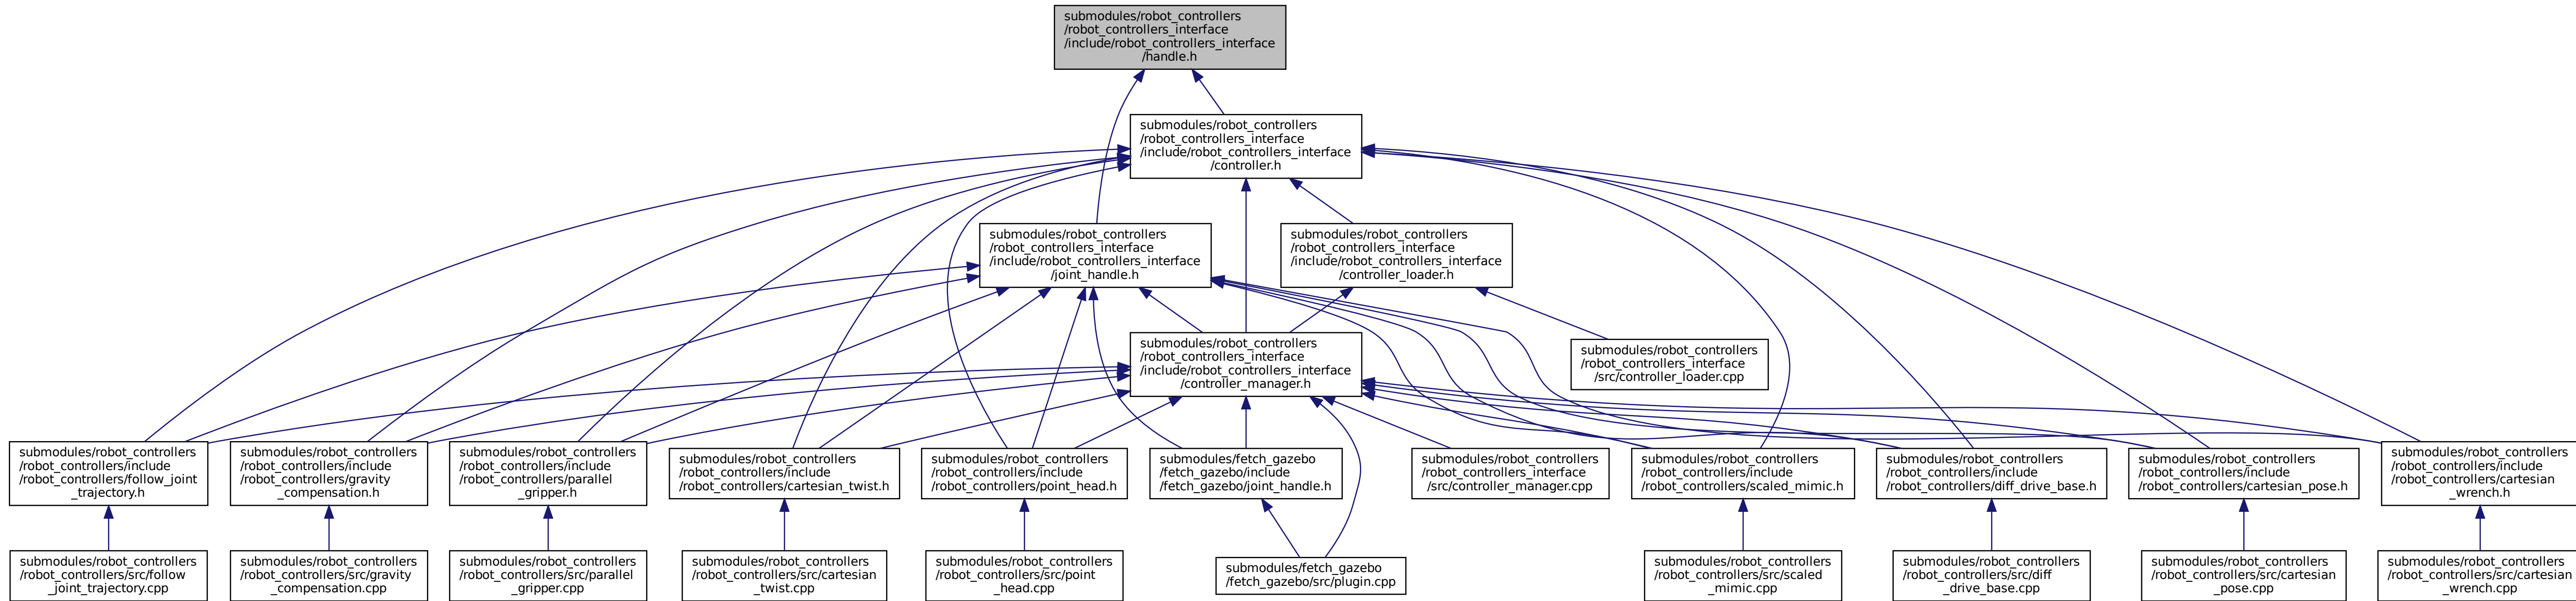 submodules/robot_controllers
/robot_controllers_interface
/include/robot_controllers_interface
/handle.h
submodules/robot_controllers
/robot_controllers_interface
/include/robot_controllers_interface
/controller.h
submodules/robot_controllers
/robot_controllers_interface
/include/robot_controllers_interface
/joint_handle.h
submodules/robot_controllers
/robot_controllers_interface
/include/robot_controllers_interface
/controller_loader.h
submodules/robot_controllers
/robot_controllers_interface
/include/robot_controllers_interface
/controller_manager.h
submodules/robot_controllers
/robot_controllers_interface
/src/controller_loader.cpp
submodules/robot_controllers
/robot_controllers/include
/robot_controllers/follow_joint
_trajectory.h
submodules/robot_controllers
/robot_controllers/include
/robot_controllers/gravity
_compensation.h
submodules/robot_controllers
/robot_controllers/include
/robot_controllers/parallel
_gripper.h
submodules/robot_controllers
/robot_controllers/include
/robot_controllers/cartesian_twist.h
submodules/robot_controllers
/robot_controllers/include
/robot_controllers/point_head.h
submodules/fetch_gazebo
/fetch_gazebo/include
/fetch_gazebo/joint_handle.h
submodules/robot_controllers
/robot_controllers_interface
/src/controller_manager.cpp
submodules/robot_controllers
/robot_controllers/include
/robot_controllers/scaled_mimic.h
submodules/robot_controllers
/robot_controllers/include
/robot_controllers/diff_drive_base.h
submodules/robot_controllers
/robot_controllers/include
/robot_controllers/cartesian_pose.h
submodules/robot_controllers
/robot_controllers/include
/robot_controllers/cartesian
_wrench.h
submodules/robot_controllers
/robot_controllers/src/follow
_joint_trajectory.cpp
submodules/robot_controllers
/robot_controllers/src/gravity
_compensation.cpp
submodules/robot_controllers
/robot_controllers/src/parallel
_gripper.cpp
submodules/robot_controllers
/robot_controllers/src/cartesian
_twist.cpp
submodules/robot_controllers
/robot_controllers/src/point
_head.cpp
submodules/fetch_gazebo
/fetch_gazebo/src/plugin.cpp
submodules/robot_controllers
/robot_controllers/src/scaled
_mimic.cpp
submodules/robot_controllers
/robot_controllers/src/diff
_drive_base.cpp
submodules/robot_controllers
/robot_controllers/src/cartesian
_pose.cpp
submodules/robot_controllers
/robot_controllers/src/cartesian
_wrench.cpp